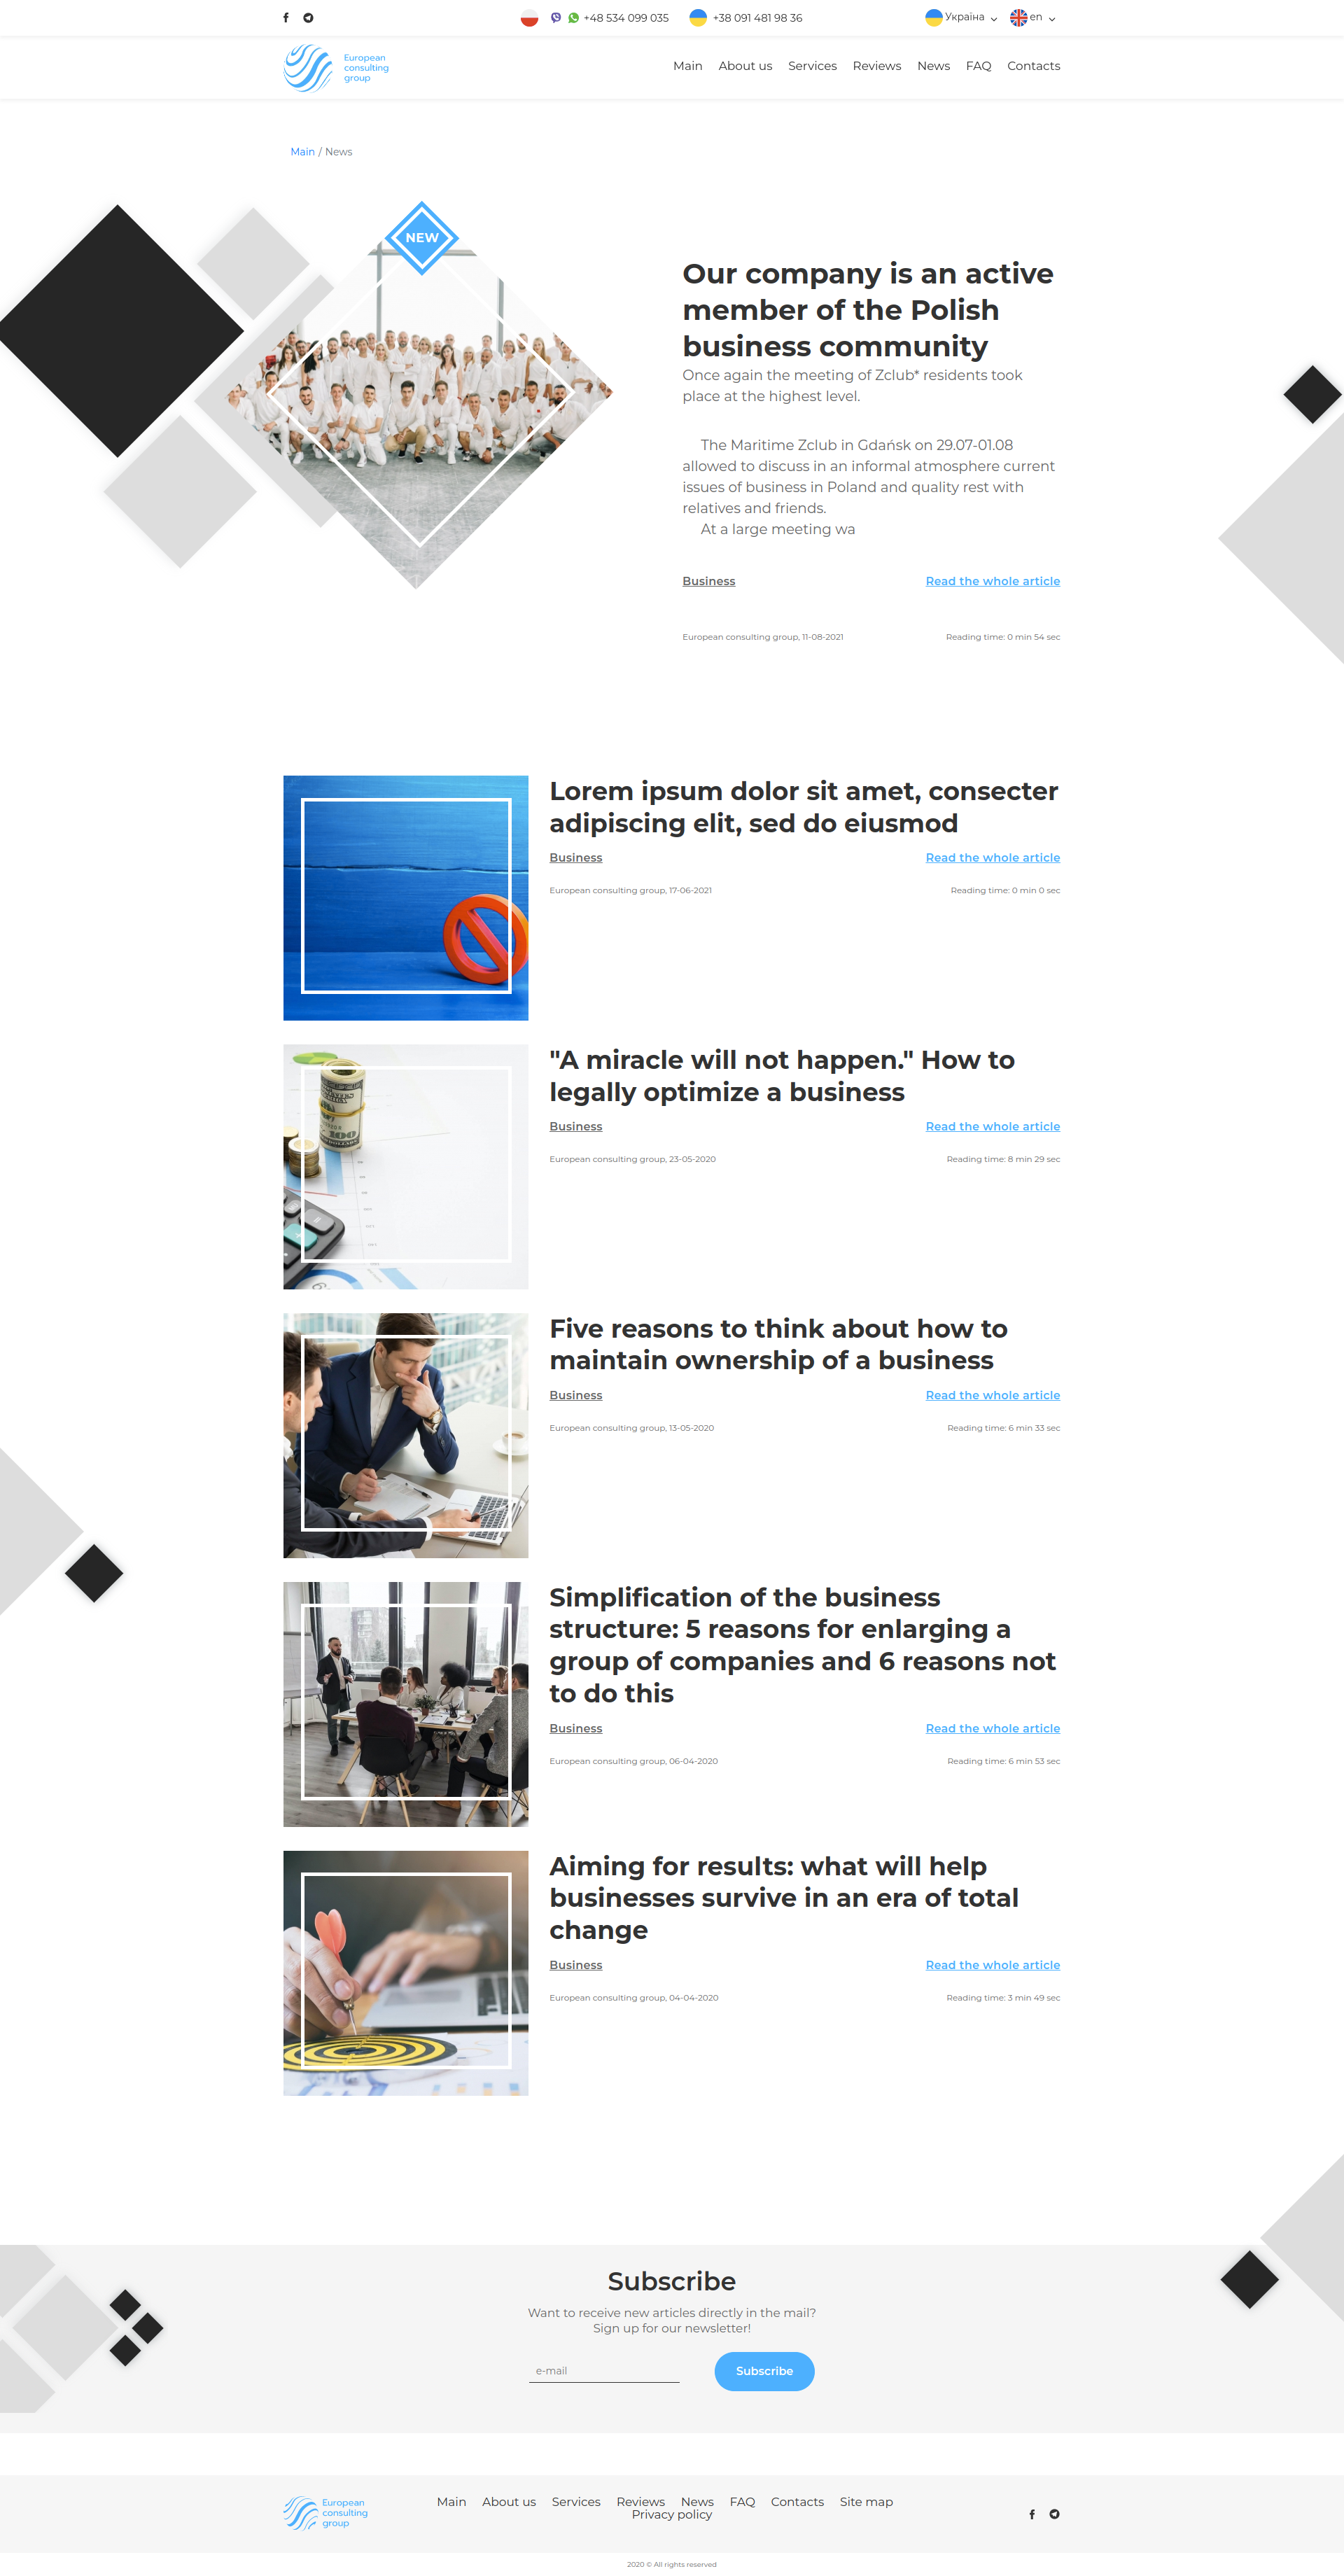 +48 534 099 035 +38 091 481 98 36 Україна en
European
consulting
group
Main About us Services Reviews News FAQ Contacts
Main / News
NEW
Our company is an active
member of the Polish
business community
Once again the meeting of Zclub* residents took
place at the highest level.
The Maritime Zclub in Gdańsk on 29.07-01.08
allowed to discuss in an informal atmosphere current
issues of business in Poland and quality rest with
relatives and friends.
At a large meeting wa
Business Read the whole article
European consulting group, 11-08-2021 Reading time: 0 min 54 sec
Lorem ipsum dolor sit amet, consecter
adipiscing elit, sed do eiusmod
Business Read the whole article
European consulting group, 17-06-2021 Reading time: 0 min 0 sec
"A miracle will not happen." How to
legally optimize a business
Business Read the whole article
European consulting group, 23-05-2020 Reading time: 8 min 29 sec
Five reasons to think about how to
maintain ownership of a business
Business Read the whole article
European consulting group, 13-05-2020 Reading time: 6 min 33 sec
Simplification of the business
structure: 5 reasons for enlarging a
group of companies and 6 reasons not
to do this
Business Read the whole article
European consulting group, 06-04-2020 Reading time: 6 min 53 sec
Aiming for results: what will help
businesses survive in an era of total
change
Business Read the whole article
European consulting group, 04-04-2020 Reading time: 3 min 49 sec
Subscribe
Want to receive new articles directly in the mail?
Sign up for our newsletter!
e-mail Subscribe
European
consulting
group
Main About us Services Reviews News FAQ Contacts Site map
Privacy policy
2020 © All rights reserved